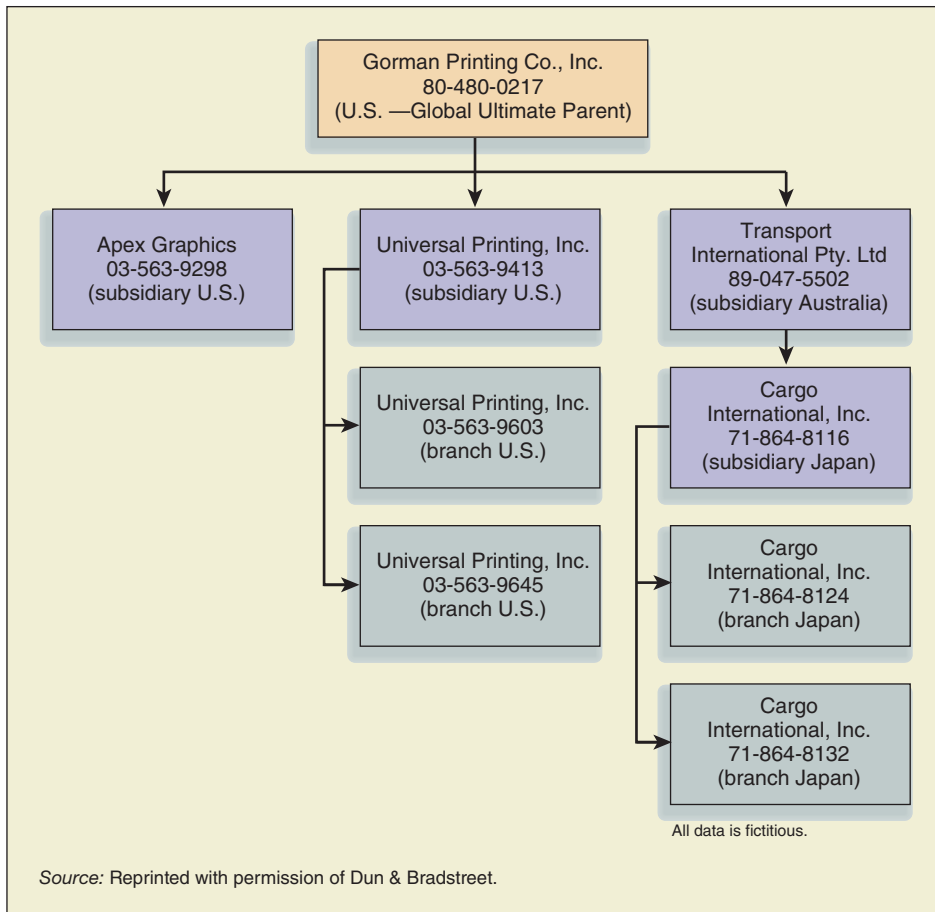 Gorman Printing Co., Inc.
80-480-0217
(U.S. —Global Ultimate Parent)
Apex Graphics
03-563-9298
(subsidiary U.S.)
Universal Printing, Inc.
03-563-9413
(subsidiary U.S.)
Transport
International Pty. Ltd
89-047-5502
(subsidiary Australia)
Universal Printing, Inc.
03-563-9603
(branch U.S.)
Cargo
International, Inc.
71-864-8116
(subsidiary Japan)
Universal Printing, Inc.
03-563-9645
(branch U.S.)
Cargo
International, Inc.
71-864-8124
(branch Japan)
Cargo
International, Inc.
71-864-8132
(branch Japan)
All data is fictitious.
Source: Reprinted with permission of Dun & Bradstreet.